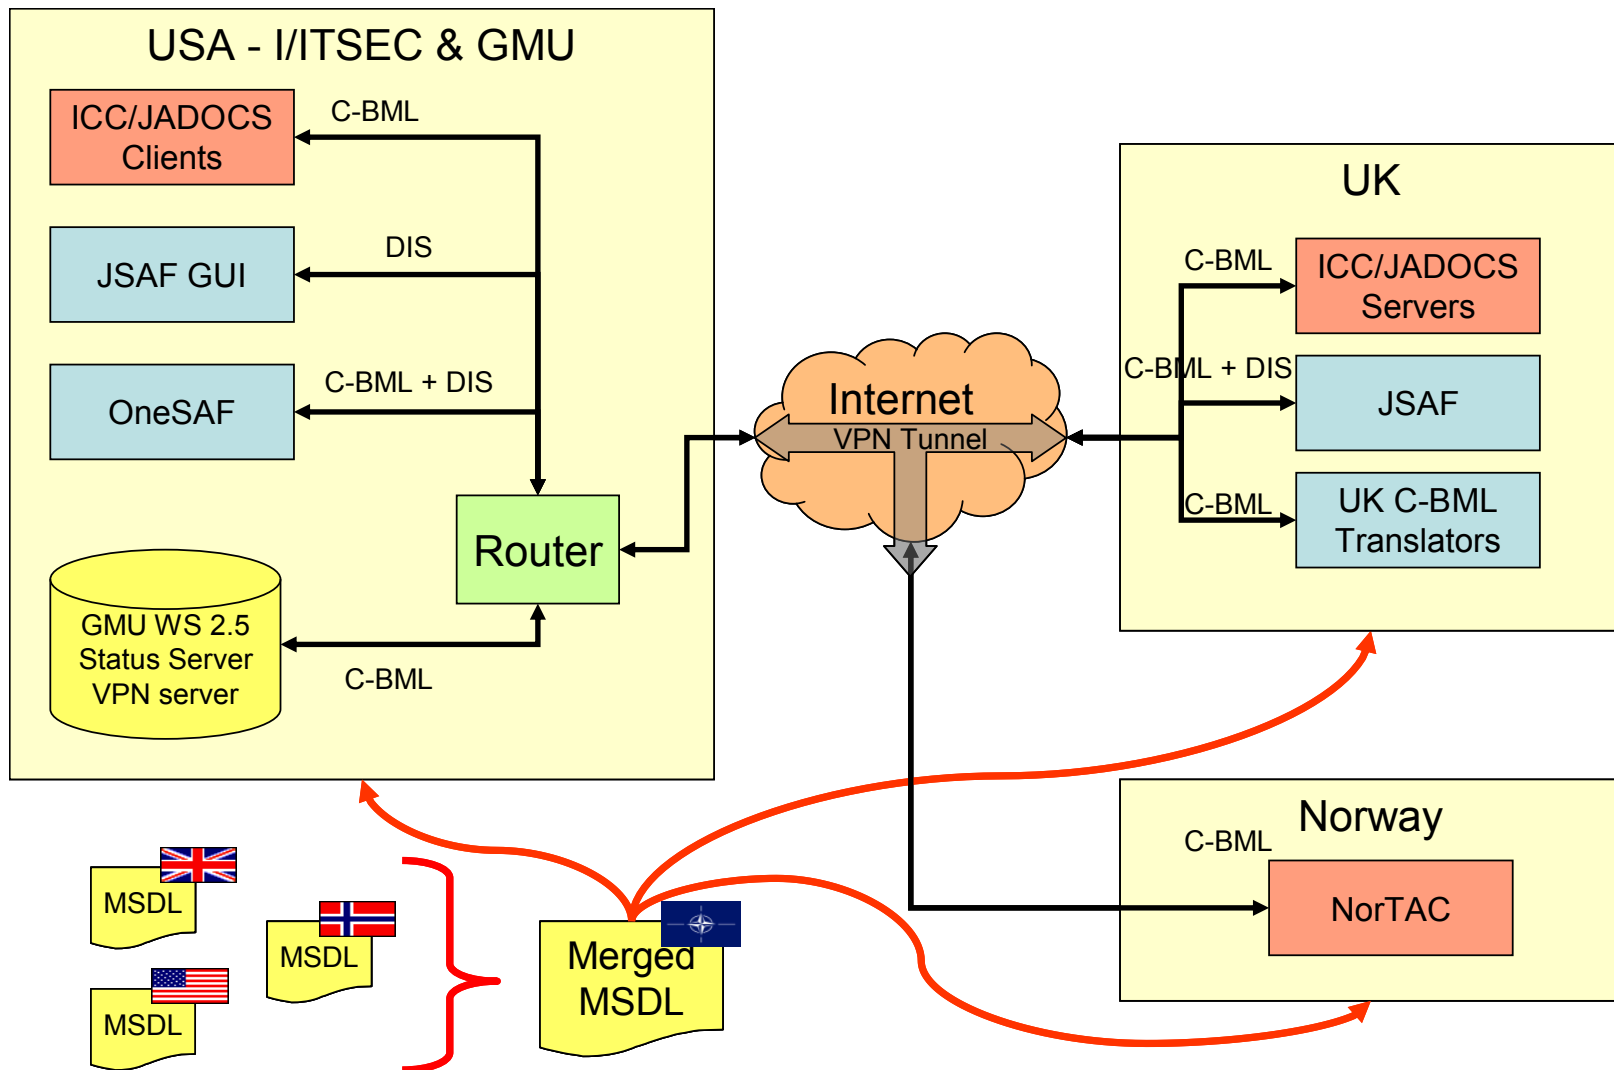 USA - I/ITSEC & GMU
ICC/JADOCS
Clients
C-BML
JSAF GUI
DIS
OneSAF
C-BML + DIS
Router
GMU WS 2.5
Status Server
VPN server
C-BML
Internet
VPN Tunnel
UK
C-BML
ICC/JADOCS
Servers
C-BML + DIS
JSAF
C-BML
UK C-BML
Translators
Norway
C-BML
NorTAC
MSDL
MSDL
MSDL
Merged
MSDL